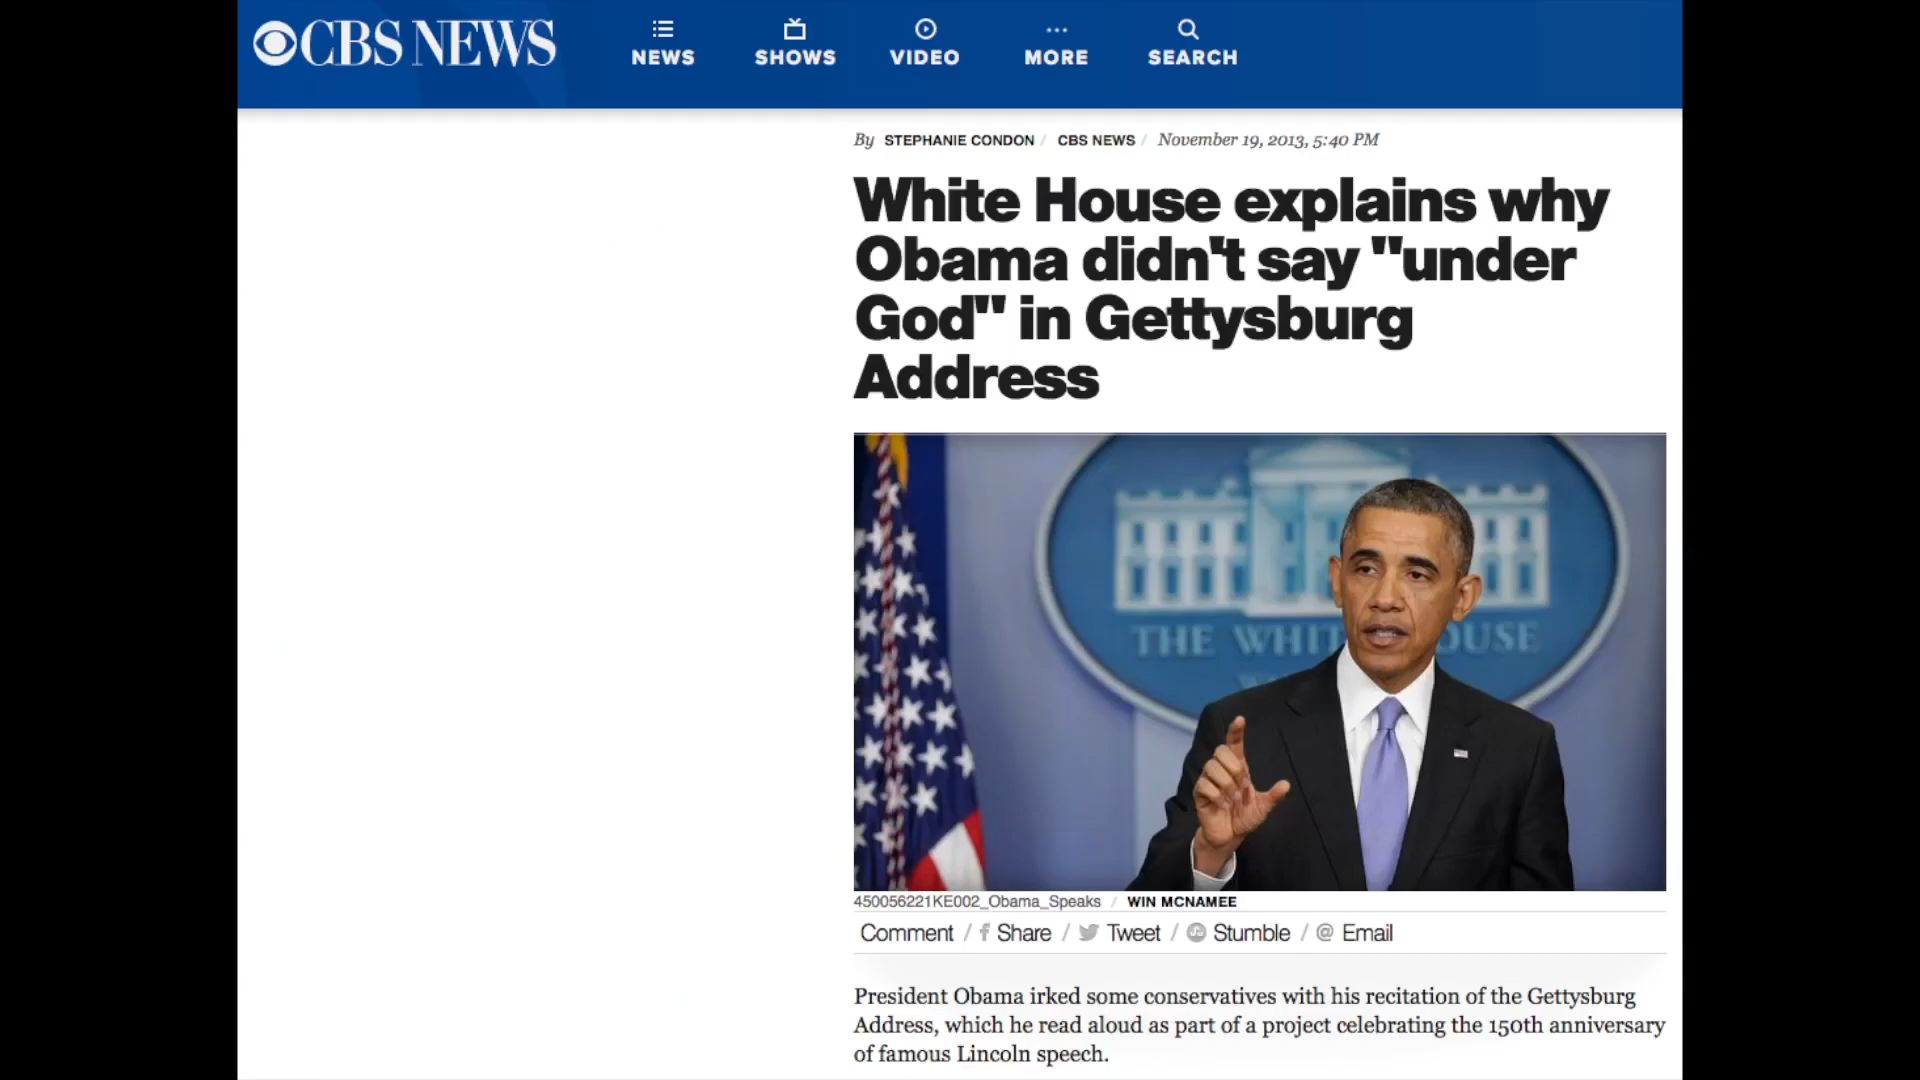 CBS NEWS
NEWS
SHOWS
VIDEO
MORE
SEARCH
By STEPHANIE CONDON / CBS NEWS / November 19, 2013, 5:40 PM
White House explains why
Obama didn't say "under
God" in Gettysburg
Address
THE WHIT OUSE
450056221KE002_Obama_Speaks / WIN MCNAMEE
Comment / f Share / Tweet / Stumble / @ Email
President Obama irked some conservatives with his recitation of the Gettysburg
Address, which he read aloud as part of a project celebrating the 150th anniversary
of famous Lincoln speech.